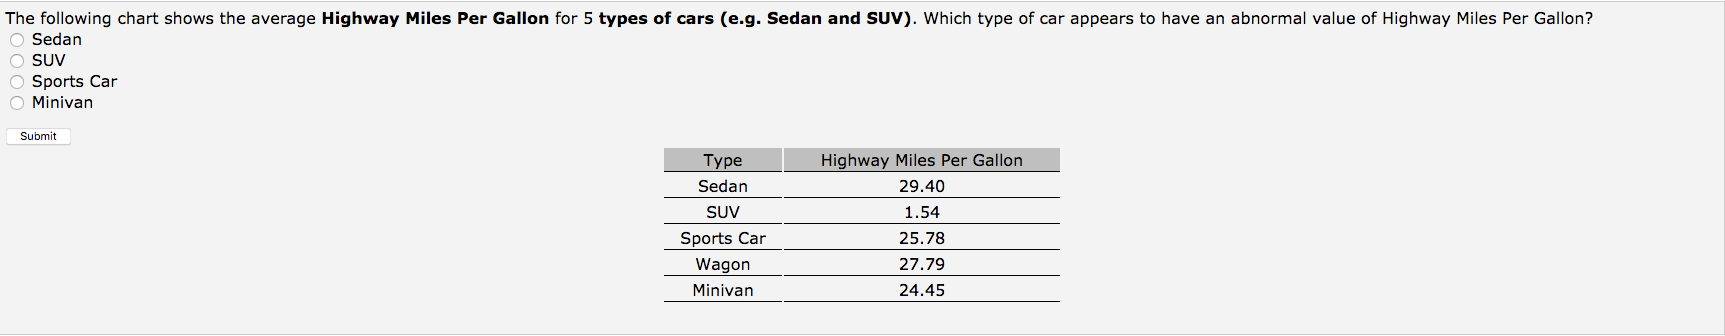 The following chart shows the average Highway Miles Per Gallon for 5 types of cars (e.g. Sedan and SUV). Which type of car appears to have an abnormal value of Highway Miles Per Gallon?
Sedan
SUV
Sports Car
Minivan
Submit
Type Highway Miles Per Gallon
Sedan 29.40
SUV 1.54
Sports Car 25.78
Wagon 27.79
Minivan 24.45